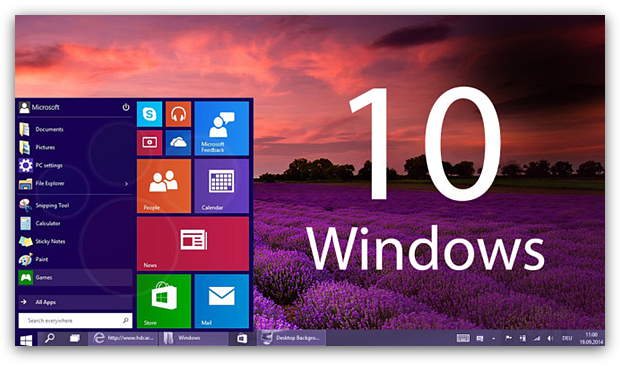 10
Windows
Microsoft
Documents
Pictures
PC settings
File Explorer
Snipping Tool
Calculator
Sticky Notes
Paint
Games
All Apps
Search everywhere
Microsoft
Feedback
People
Calendar
News
Store
Mail
http://www.hdcar...
Windows
Desktop Backgro...
DEU
11:00
19.09.2014